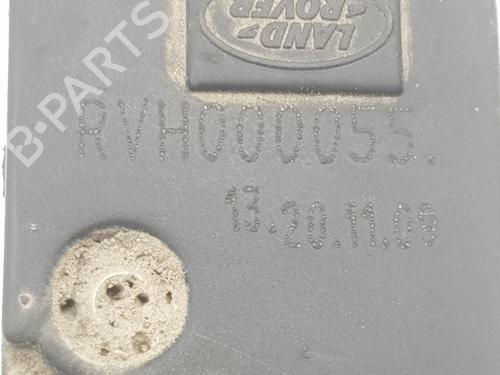 LAND
ROVER
B-PARTS
RVH000055.
13.20.11.09